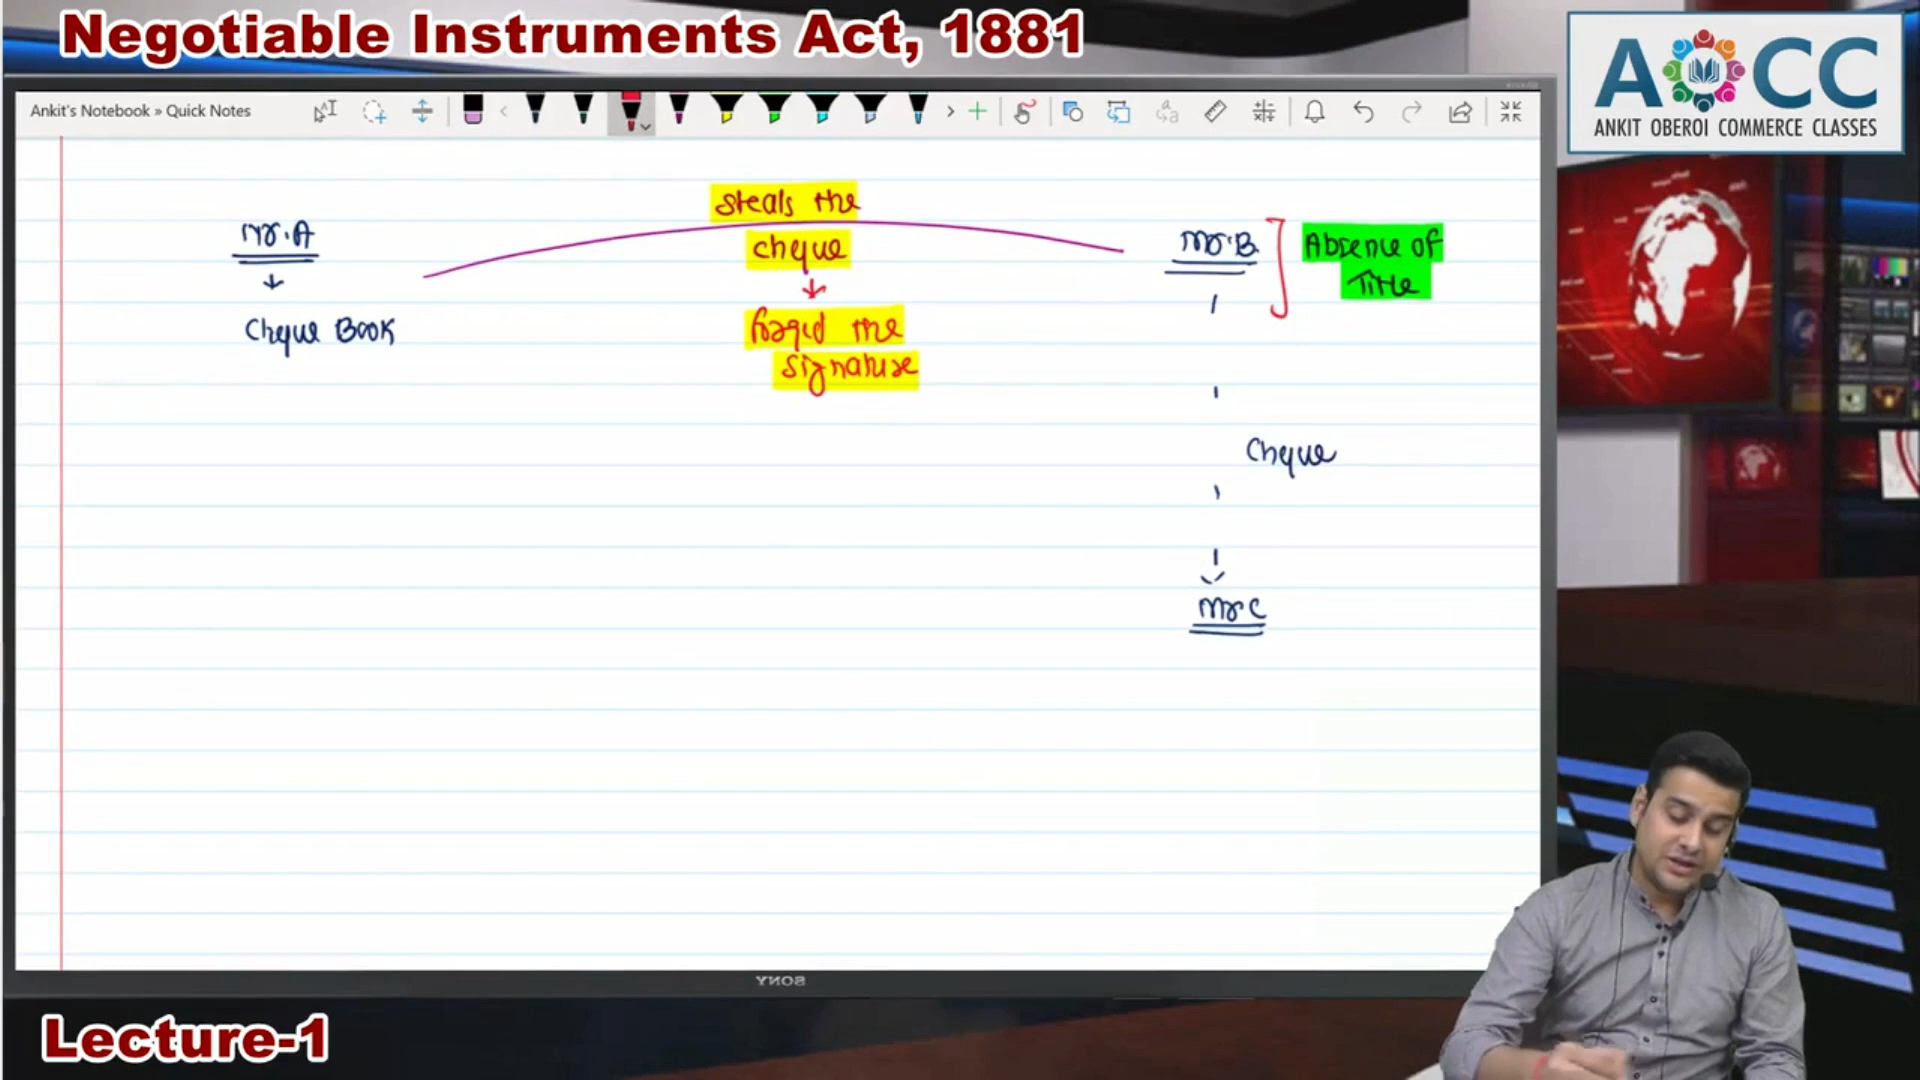 Negotiable Instruments Act, 1881
AOCC
ANKIT OBEROI COMMERCE CLASSES
Ankit's Notebook » Quick Notes
Mr. A
Cheque Book
Steals the
Cheque
forged the
signature
Mr. B
Absence of
Title
Cheque
Mr C
SONY
Lecture-1